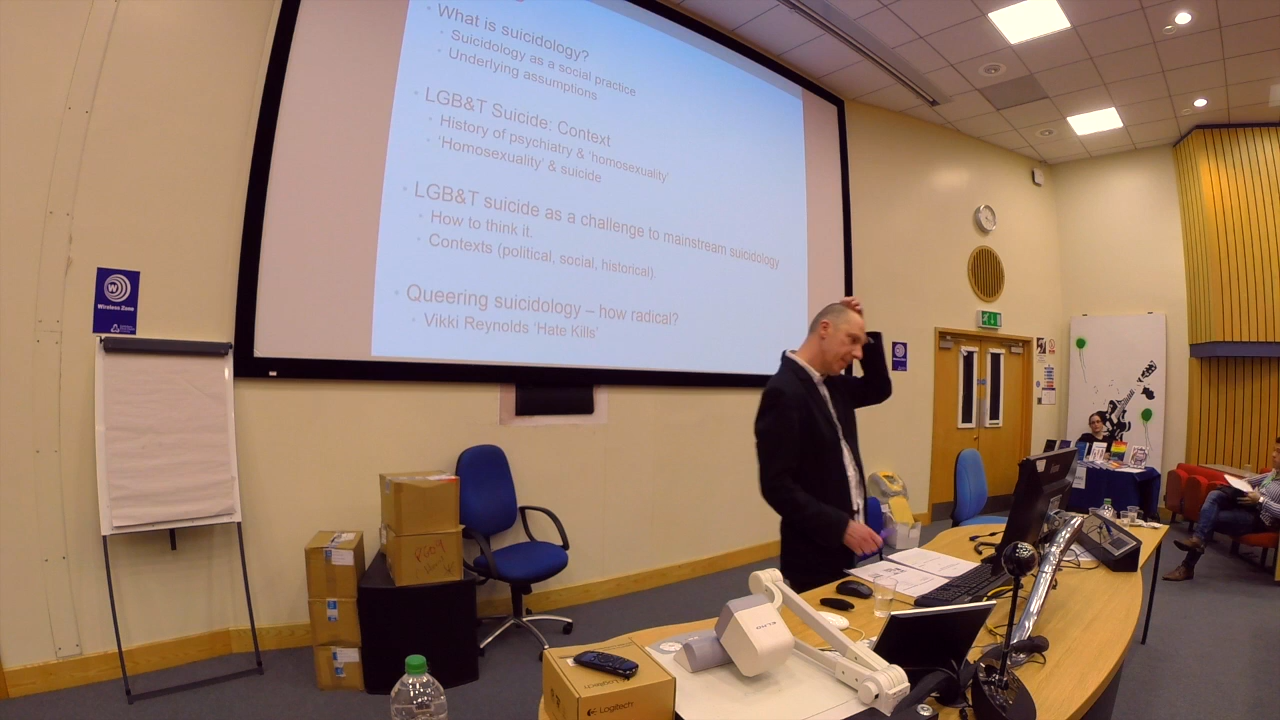 What is suicidology?
Suicidology as a social practice
Underlying assumptions
LGB&T Suicide: Context
History of psychiatry & 'homosexuality'
'Homosexuality' & suicide
LGB&T suicide as a challenge to mainstream suicidology
How to think it.
Contexts (political, social, historical).
Queering suicidology – how radical?
Vikki Reynolds 'Hate Kills'
W
Wireless Zone
ELMO
Logitech